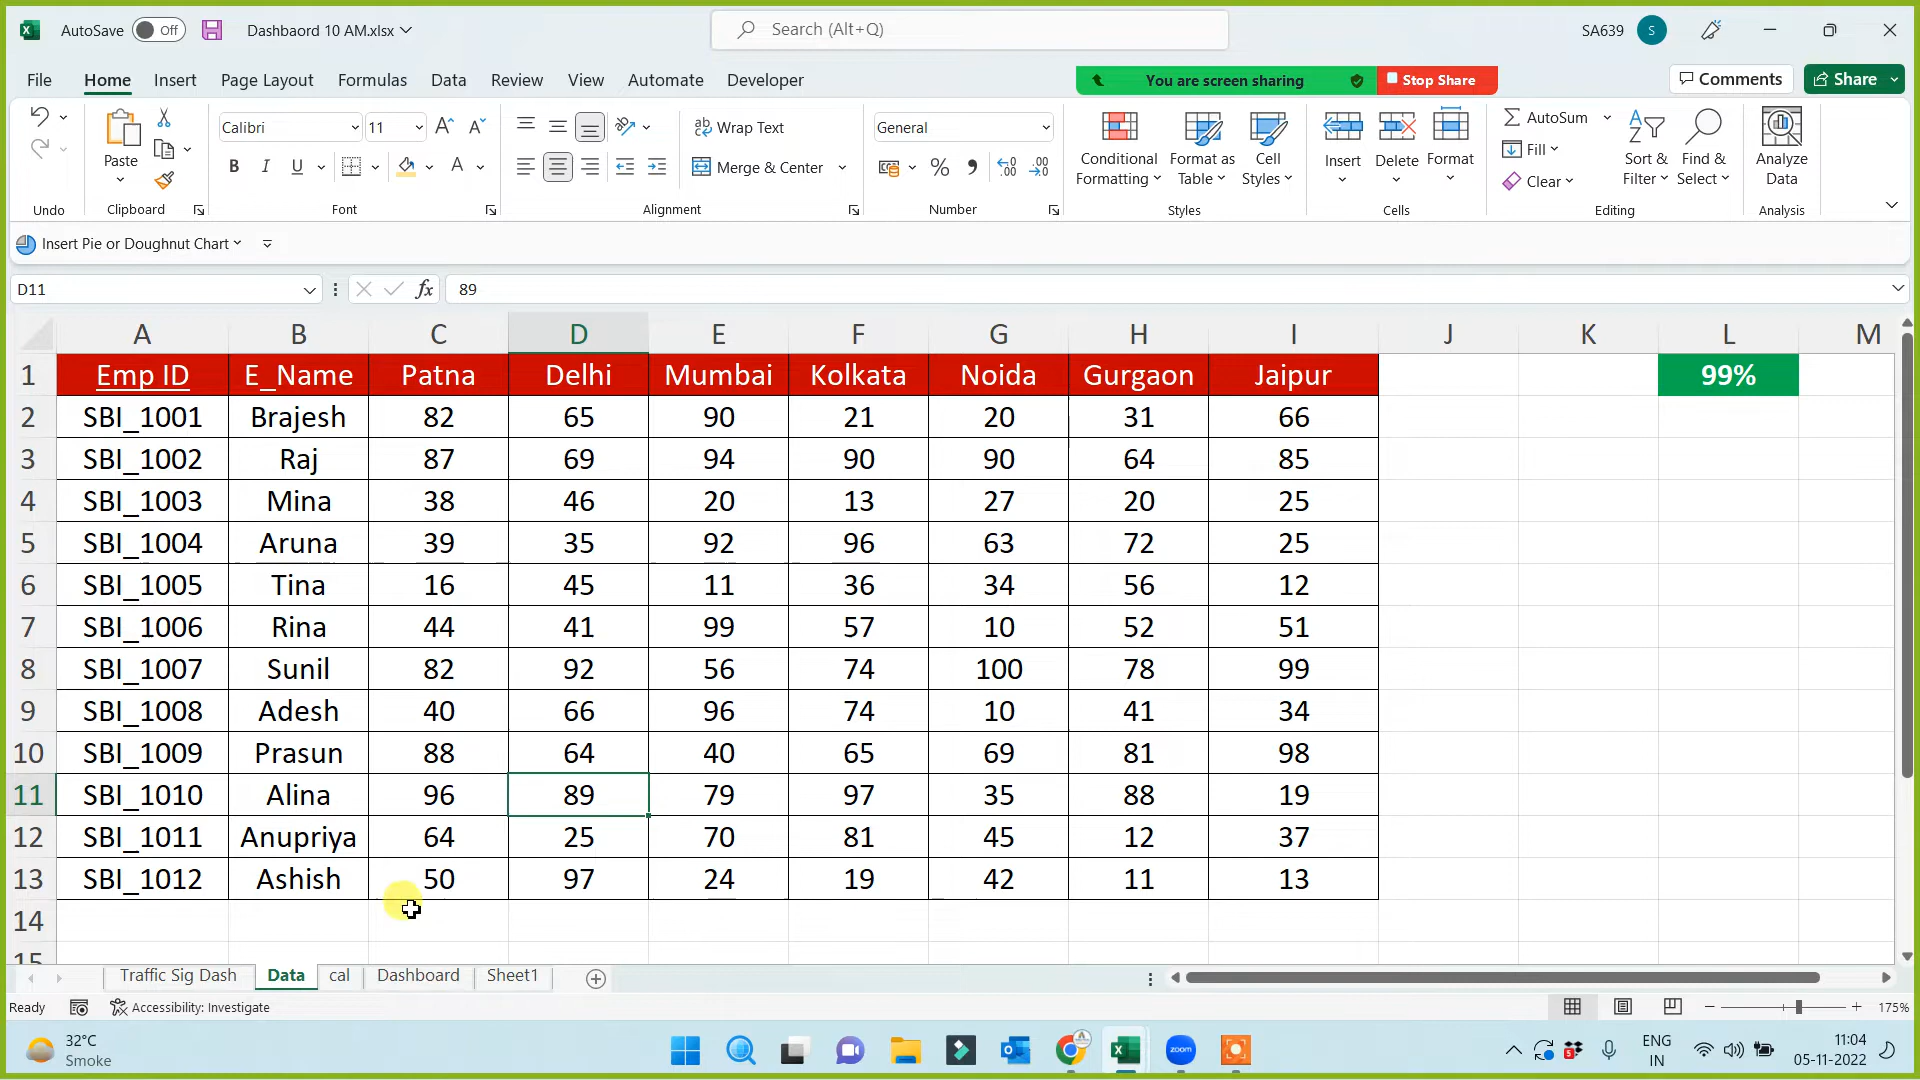 AutoSave Off Dashbaord 10 AM.xlsx Search (Alt+Q) SA639 S
File Home Insert Page Layout Formulas Data Review View Automate Developer You are screen sharing Stop Share Comments Share
Paste
Calibri 11
B I U A
Wrap Text
Merge & Center
General
Conditional Formatting
Format as Table
Cell Styles
Insert
Delete
Format
AutoSum
Fill
Clear
Sort & Filter
Find & Select
Analyze Data
Undo Clipboard Font Alignment Number Styles Cells Editing Analysis
Insert Pie or Doughnut Chart
D11 fx 89
A B C D E F G H I J K L M
1 Emp ID E_Name Patna Delhi Mumbai Kolkata Noida Gurgaon Jaipur 99%
2 SBI_1001 Brajesh 82 65 90 21 20 31 66
3 SBI_1002 Raj 87 69 94 90 90 64 85
4 SBI_1003 Mina 38 46 20 13 27 20 25
5 SBI_1004 Aruna 39 35 92 96 63 72 25
6 SBI_1005 Tina 16 45 11 36 34 56 12
7 SBI_1006 Rina 44 41 99 57 10 52 51
8 SBI_1007 Sunil 82 92 56 74 100 78 99
9 SBI_1008 Adesh 40 66 96 74 10 41 34
10 SBI_1009 Prasun 88 64 40 65 69 81 98
11 SBI_1010 Alina 96 89 79 97 35 88 19
12 SBI_1011 Anupriya 64 25 70 81 45 12 37
13 SBI_1012 Ashish 50 97 24 19 42 11 13
14
15
Traffic Sig Dash Data cal Dashboard Sheet1
Ready Accessibility: Investigate 175%
32°C
Smoke
zoom
ENG
IN
11:04
05-11-2022